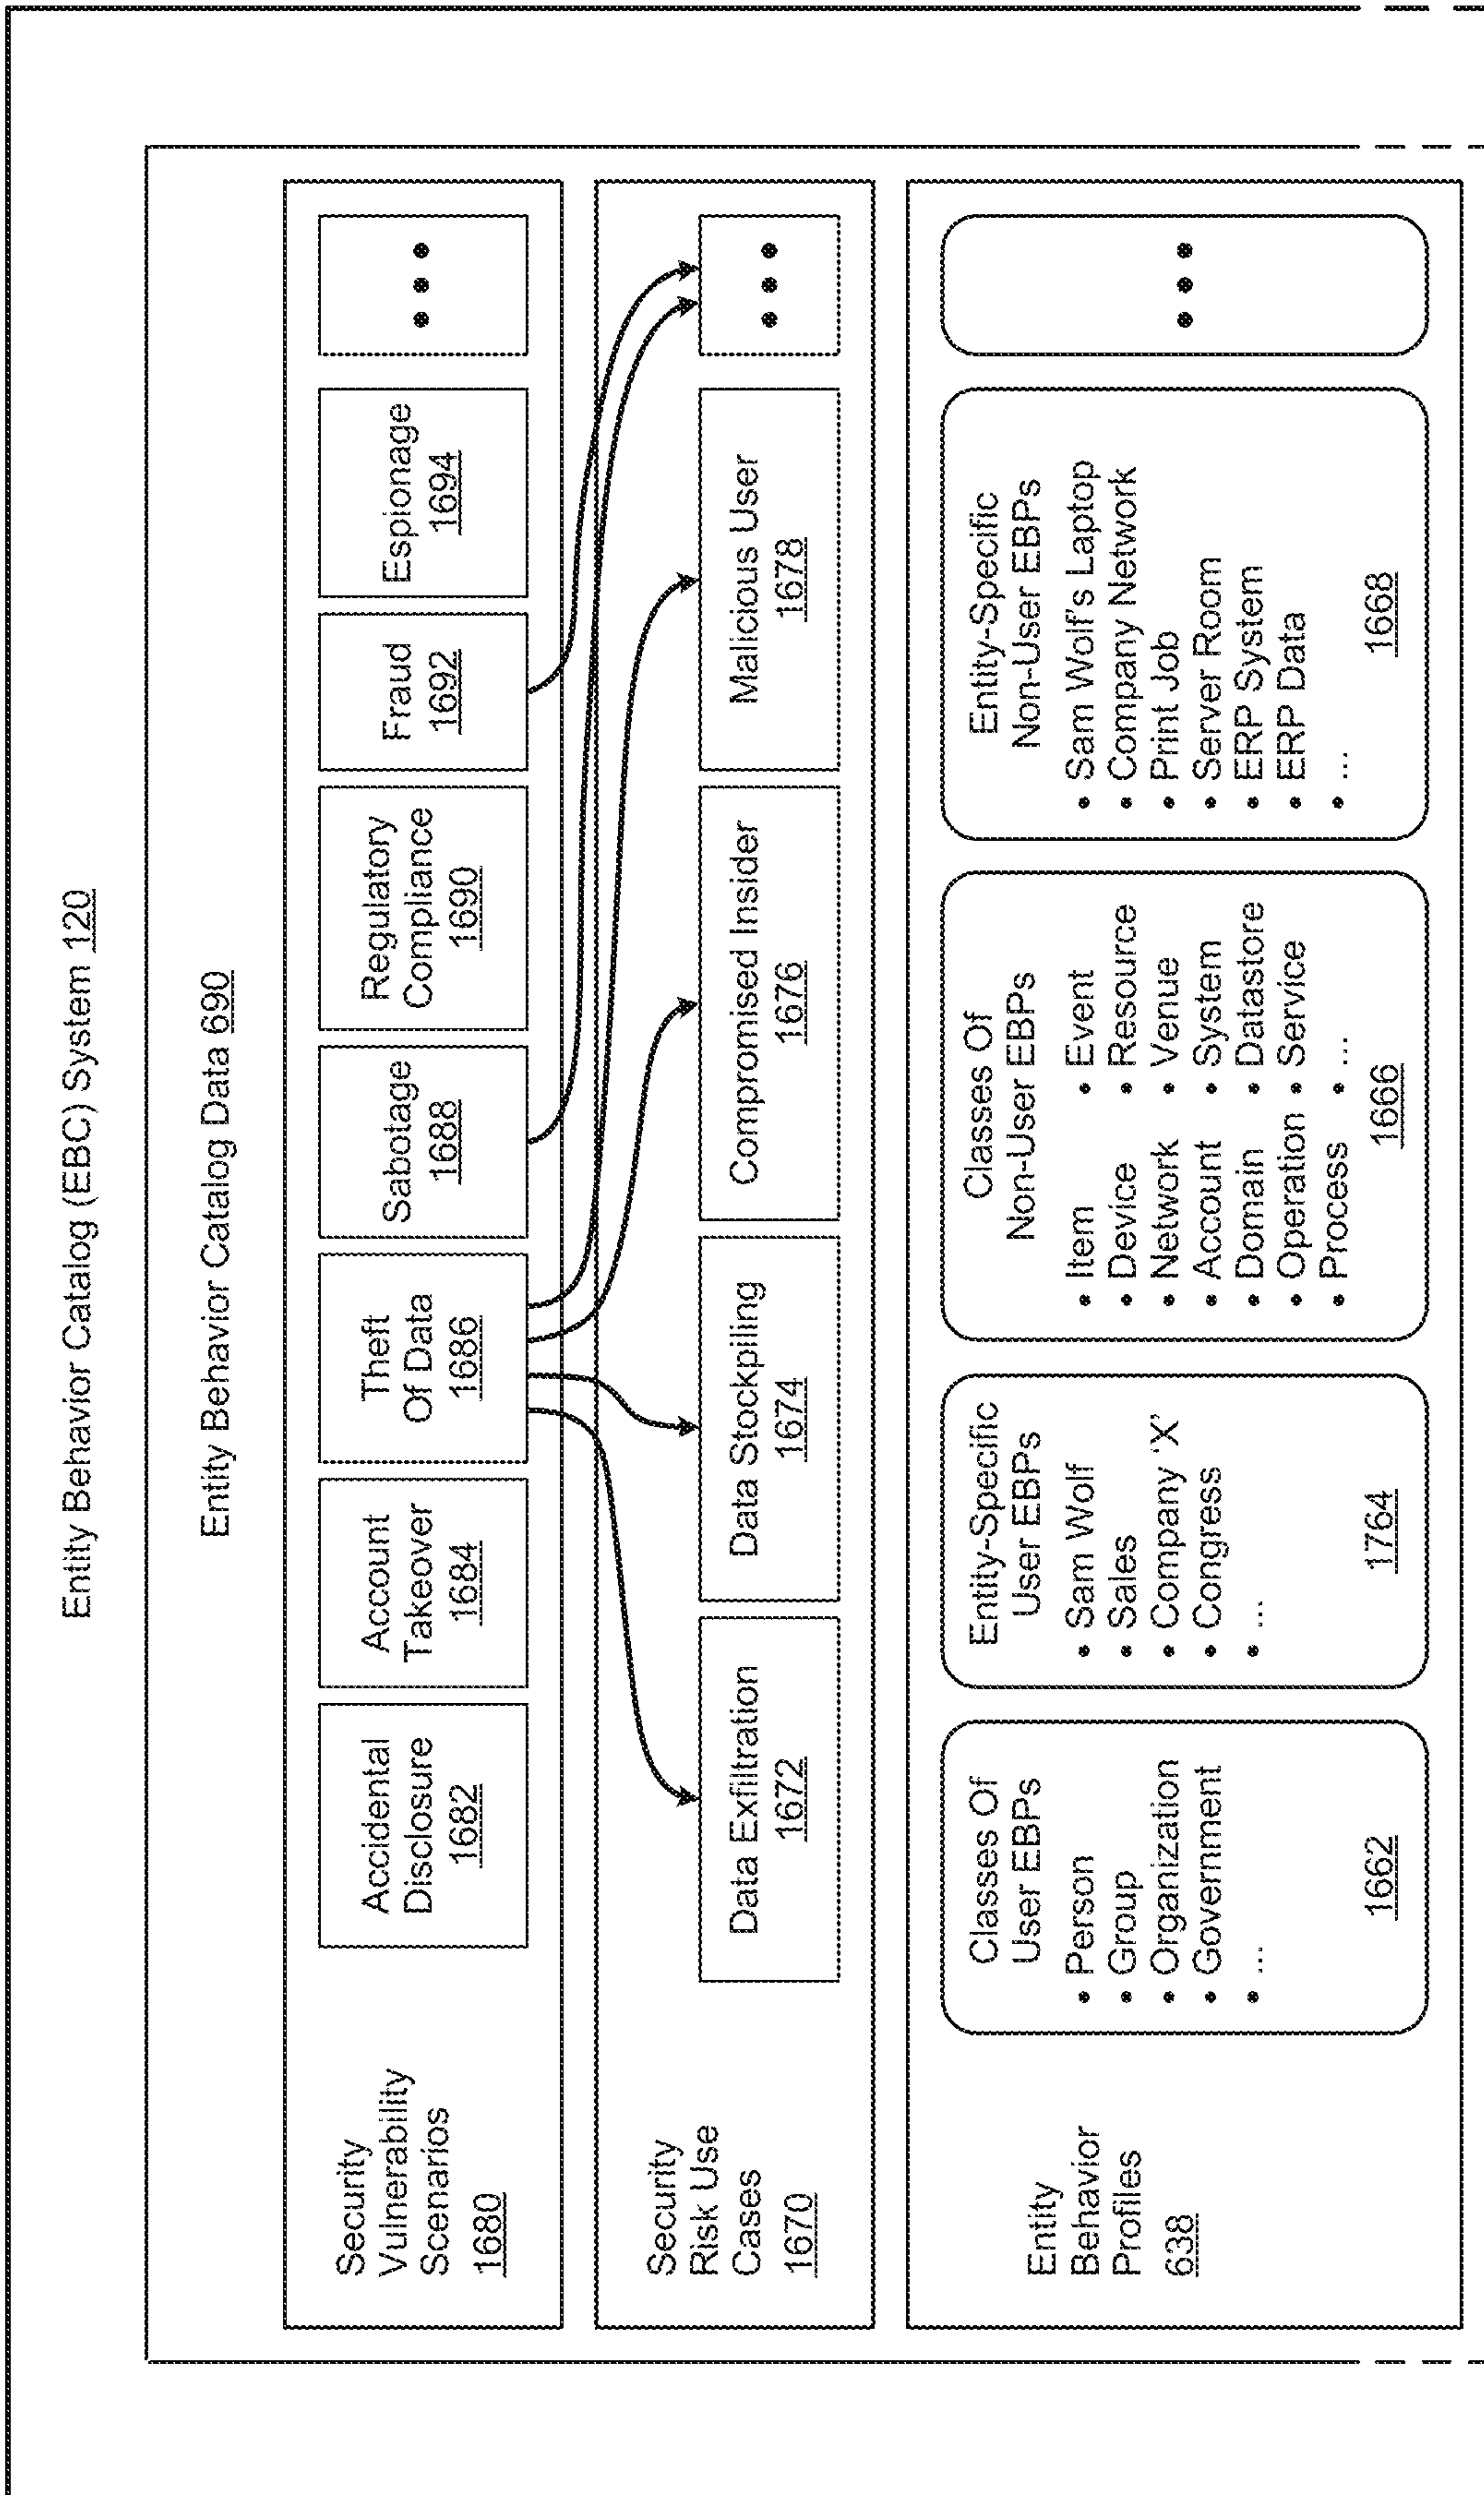 Entity Behavior Catalog (EBC) System 120
Entity Behavior Catalog Data 690
Security
Vulnerability
Scenarios
1680
Accidental
Disclosure
1682
Account
Takeover
1684
Theft
Of Data
1686
Sabotage
1688
Regulatory
Compliance
1690
Fraud
1692
Espionage
1694
• • •
Security
Risk Use
Cases
1670
Data Exfiltration
1672
Data Stockpiling
1674
Compromised Insider
1676
Malicious User
1678
• • •
Entity
Behavior
Profiles
638
Classes Of
User EBPs
• Person
• Group
• Organization
• Government
• ...
1662
Entity-Specific
User EBPs
• Sam Wolf
• Sales
• Company 'X'
• Congress
• ...
1764
Classes Of
Non-User EBPs
• Item • Event
• Device • Resource
• Network • Venue
• Account • System
• Domain • Datastore
• Operation • Service
• Process • ...
1666
Entity-Specific
Non-User EBPs
• Sam Wolf's Laptop
• Company Network
• Print Job
• Server Room
• ERP System
• ERP Data
• ...
1668
• • •